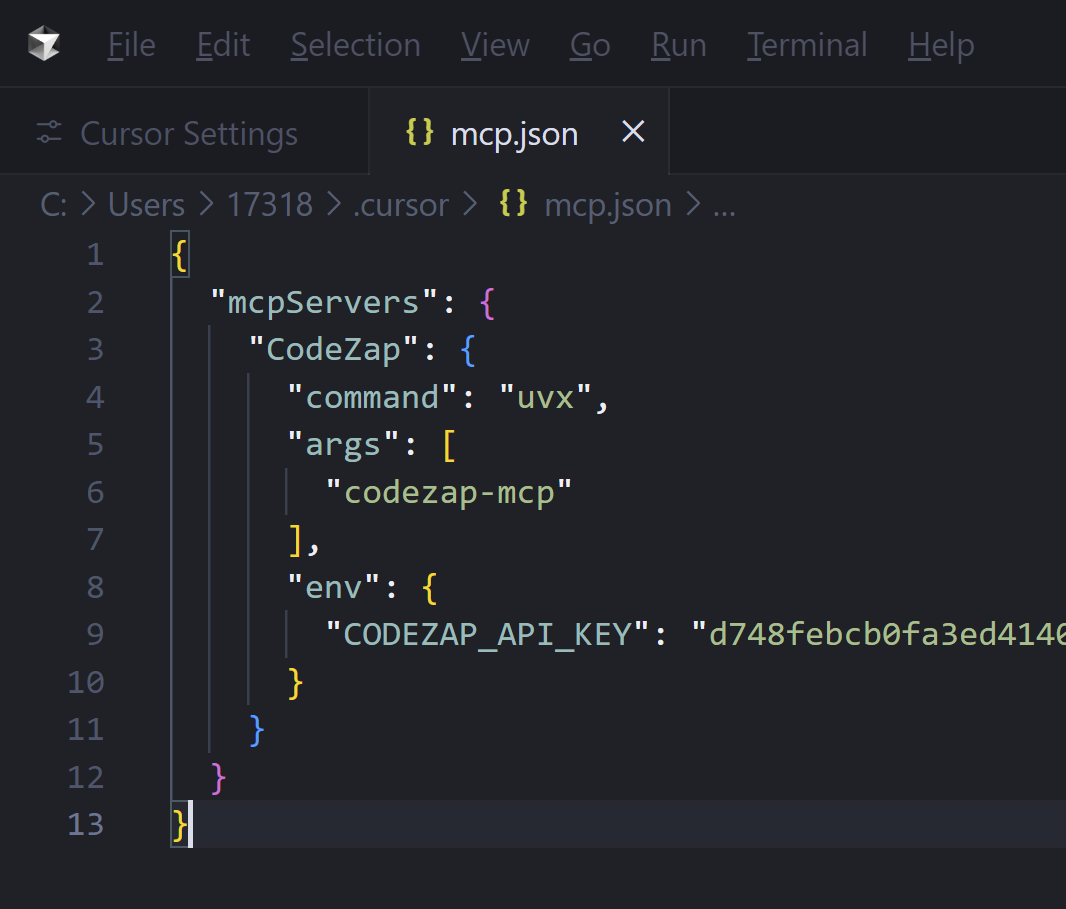 File Edit Selection View Go Run Terminal Help
Cursor Settings {} mcp.json ×
C: > Users > 17318 > .cursor > {} mcp.json > ...
1 {
2 "mcpServers": {
3 "CodeZap": {
4 "command": "uvx",
5 "args": [
6 "codezap-mcp"
7 ],
8 "env": {
9 "CODEZAP_API_KEY": "d748febcb0fa3ed4140
10 }
11 }
12 }
13 }